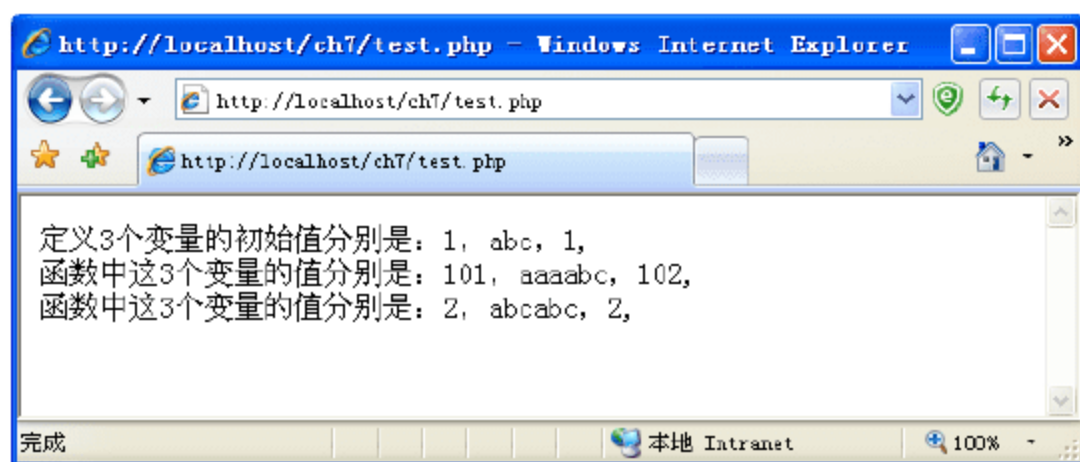 http://localhost/ch7/test.php - Windows Internet Explorer
http://localhost/ch7/test.php
http://localhost/ch7/test.php
定义3个变量的初始值分别是：1，abc，1，
函数中这3个变量的值分别是：101，aaaabc，102，
函数中这3个变量的值分别是：2，abcabc，2，
完成 本地 Intranet 100%